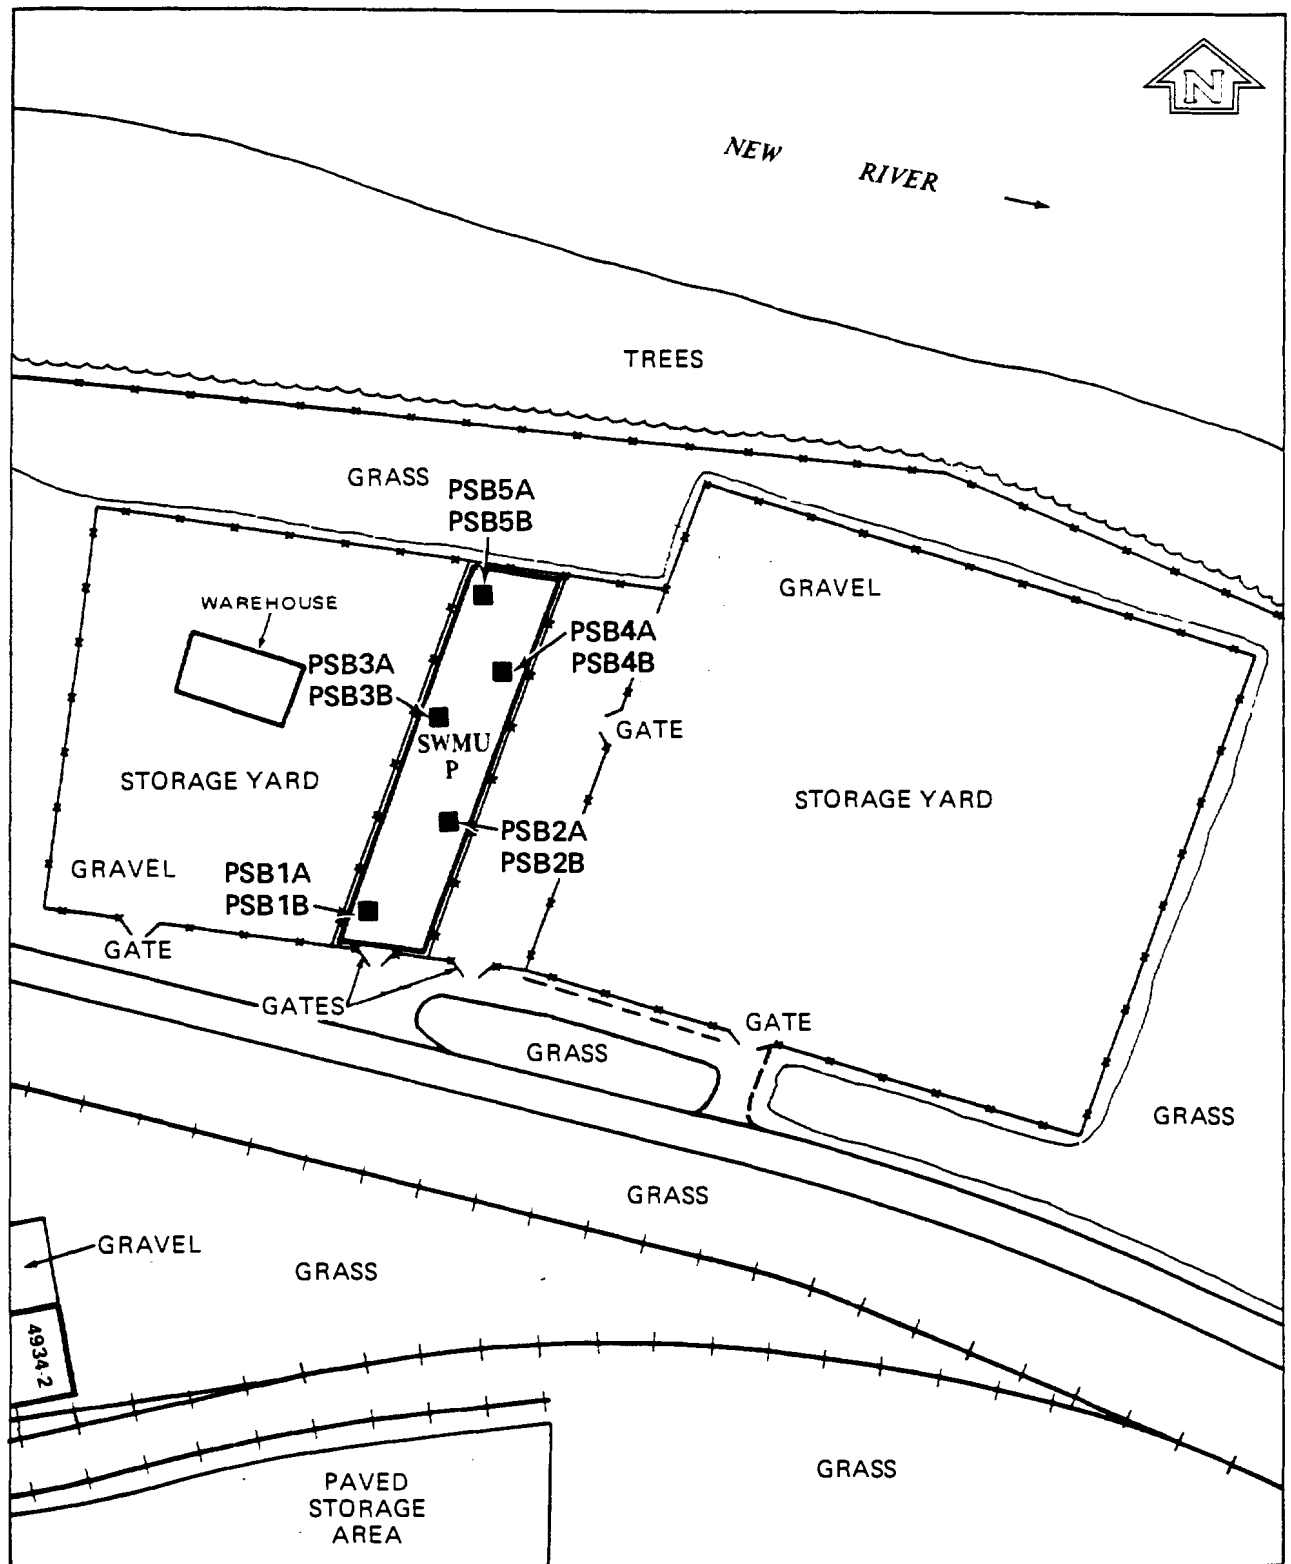 N
NEW RIVER
TREES
GRASS
PSB5A
PSB5B
GRAVEL
WAREHOUSE
PSB4A
PSB4B
PSB3A
PSB3B
SWMU
P
GATE
STORAGE YARD
STORAGE YARD
PSB2A
PSB2B
GRAVEL
PSB1A
PSB1B
GATE
GATES
GATE
GRASS
GRASS
GRASS
GRAVEL
GRASS
4934-2
GRASS
PAVED
STORAGE
AREA